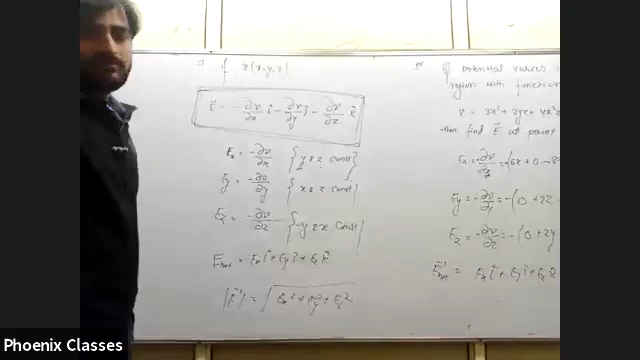 ⇒ if V(x,y,z)
E⃗ = -∂v/∂x î - ∂v/∂y ĵ - ∂v/∂z k̂
Ex = -∂v/∂x { y & z const }
Ey = -∂v/∂y { x & z const }
Ez = -∂v/∂z { y & x const }
= Ex î + Ey ĵ + Ez k̂
|E⃗| = √Ex² + Ey² + Ez²
potential varies
region with function
V = 3x² + 2yz
then find E⃗ at point
Ex = -∂v/∂x = -(6x + 0 -
Ey = -∂v/∂y = -(0 + 2z
Ez = -∂v/∂z = -(0 + 2y
= Ex î + Ey ĵ + Ez k̂
Phoenix Classes